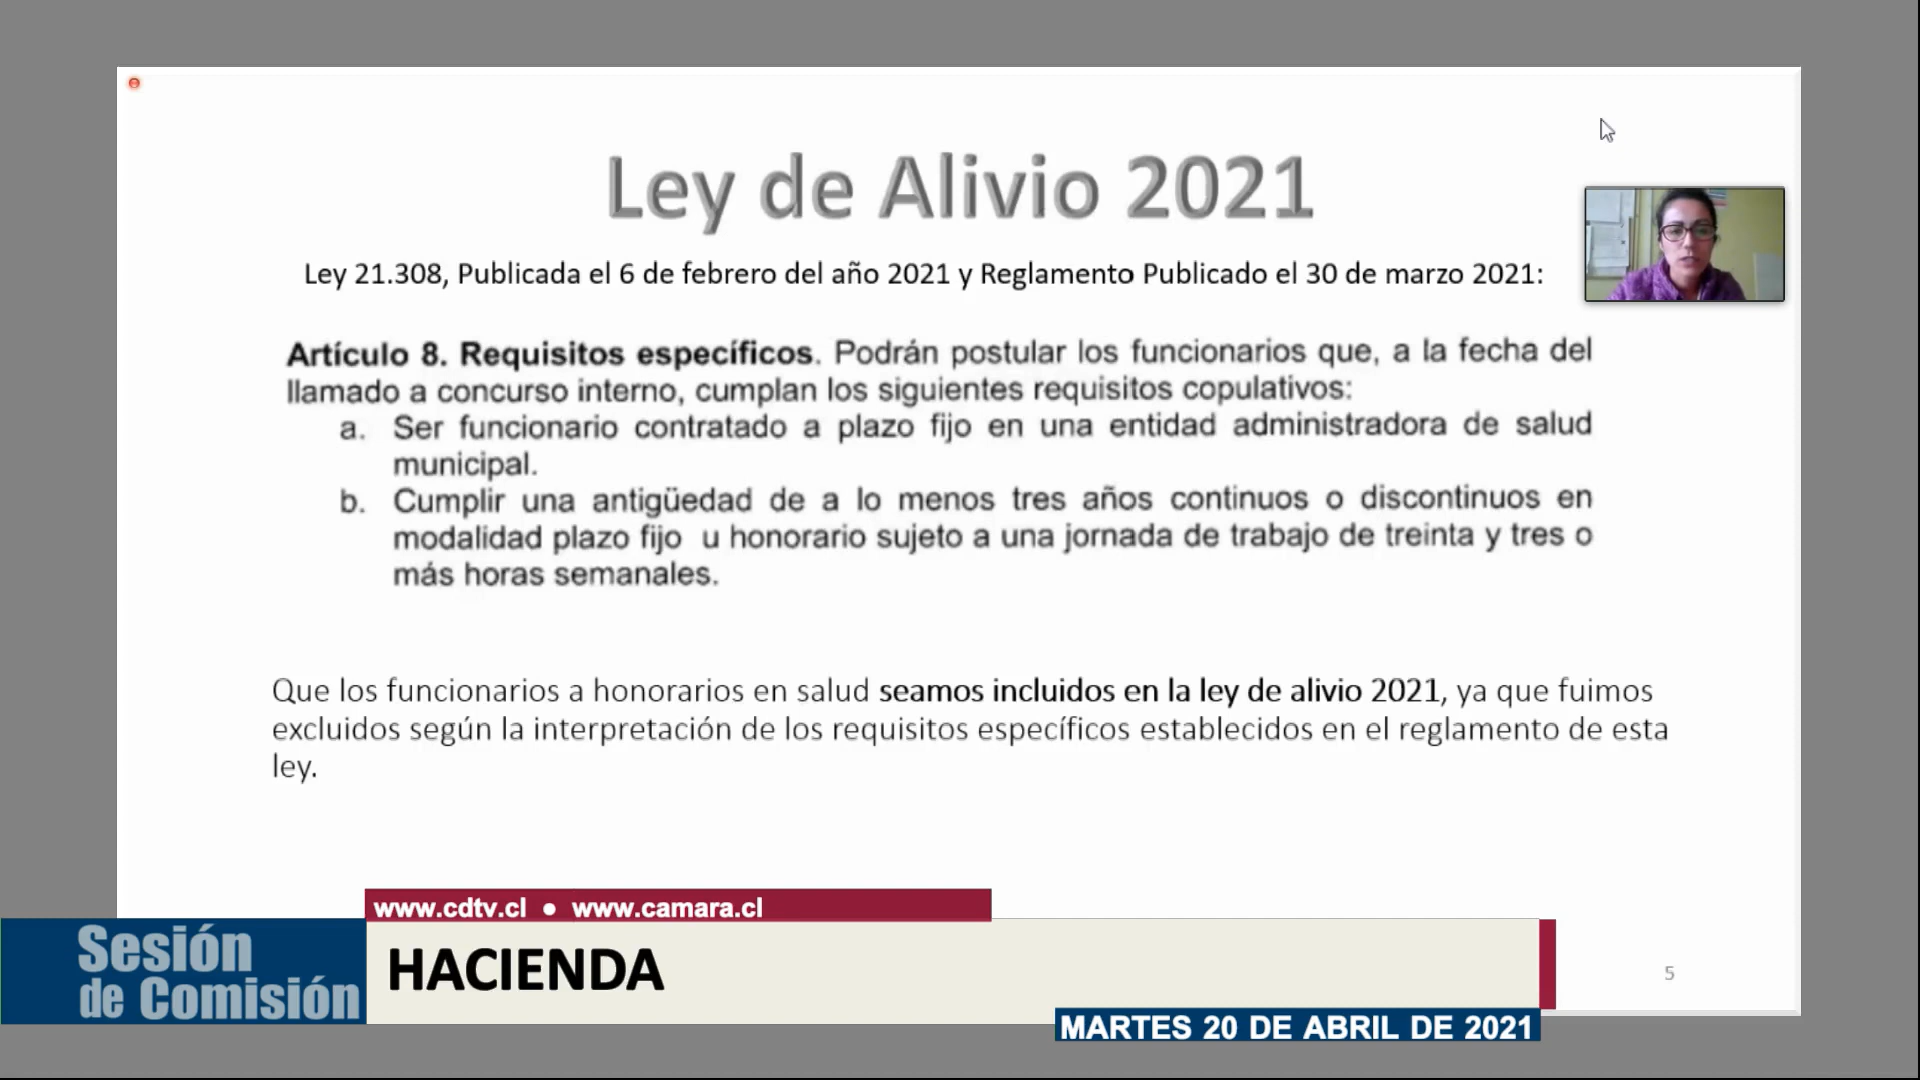 Ley de Alivio 2021
Ley 21.308, Publicada el 6 de febrero del año 2021 y Reglamento Publicado el 30 de marzo 2021:
Artículo 8. Requisitos específicos. Podrán postular los funcionarios que, a la fecha del
llamado a concurso interno, cumplan los siguientes requisitos copulativos:
a. Ser funcionario contratado a plazo fijo en una entidad administradora de salud
municipal.
b. Cumplir una antigüedad de a lo menos tres años continuos o discontinuos en
modalidad plazo fijo u honorario sujeto a una jornada de trabajo de treinta y tres o
más horas semanales.
Que los funcionarios a honorarios en salud seamos incluidos en la ley de alivio 2021, ya que fuimos
excluidos según la interpretación de los requisitos específicos establecidos en el reglamento de esta
ley.
www.cdtv.cl ● www.camara.cl
Sesión
de Comisión
HACIENDA
5
MARTES 20 DE ABRIL DE 2021